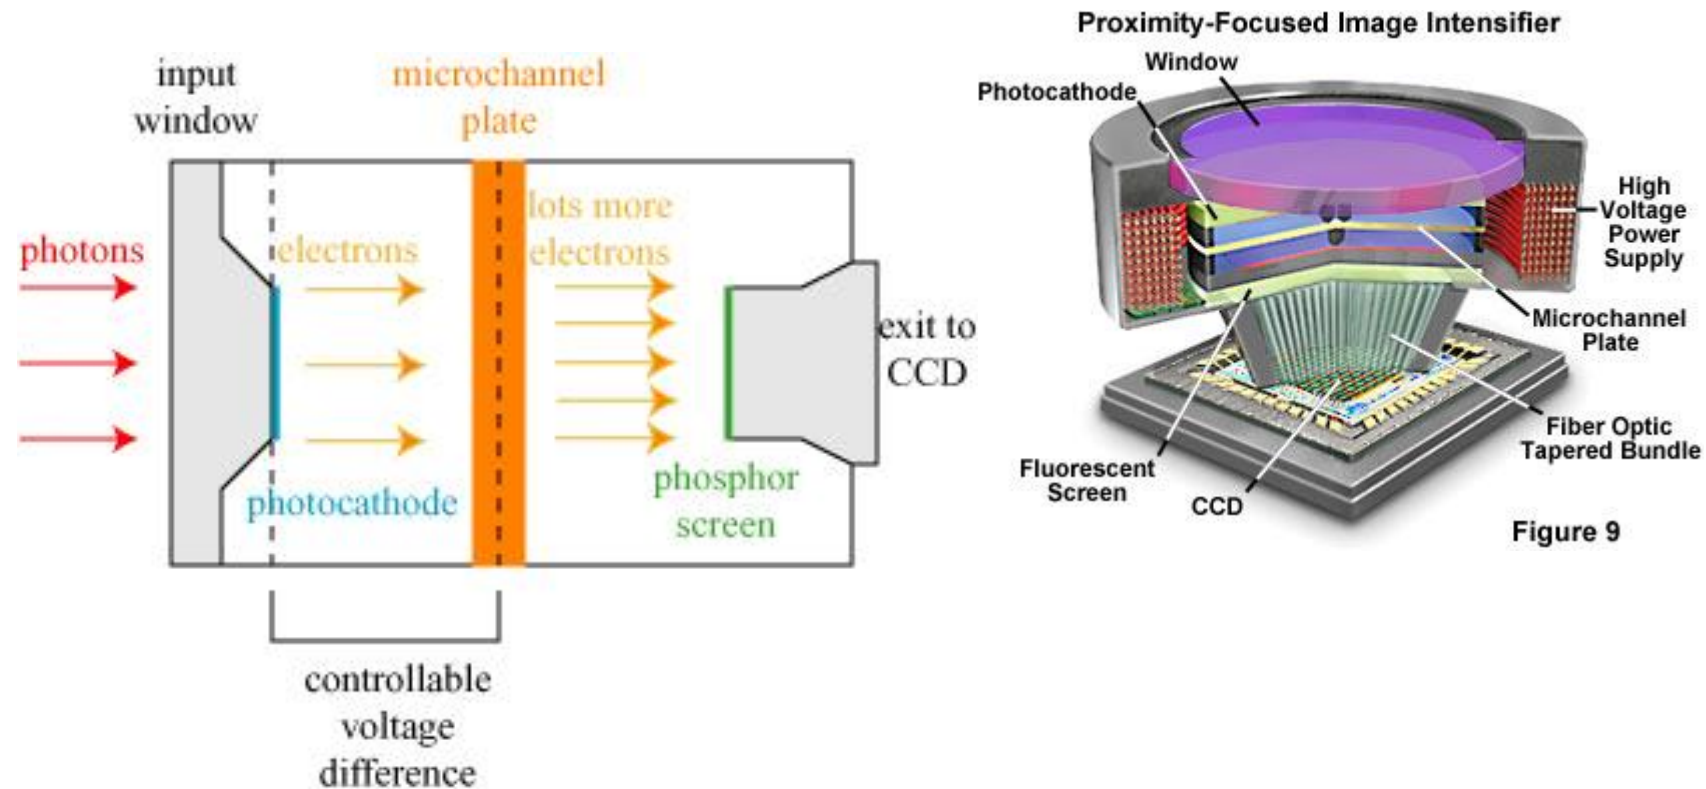 input
window
microchannel
plate
photons
electrons
lots more
electrons
exit to
CCD
photocathode
phosphor
screen
controllable
voltage
difference
Proximity-Focused Image Intensifier
Window
Photocathode
High
Voltage
Power
Supply
Microchannel
Plate
Fiber Optic
Tapered Bundle
Fluorescent
Screen
CCD
Figure 9